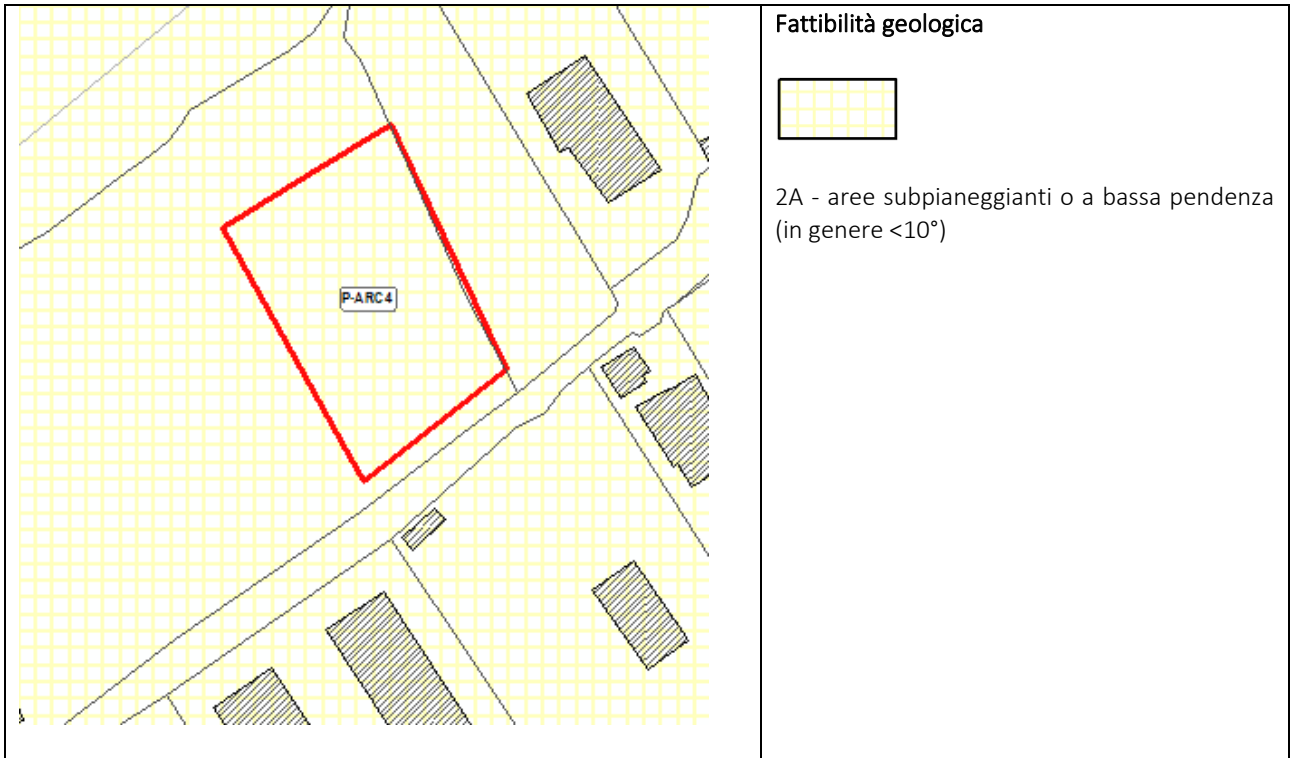 Fattibilità geologica
P-ARC4
2A - aree subpianeggianti o a bassa pendenza
(in genere <10°)